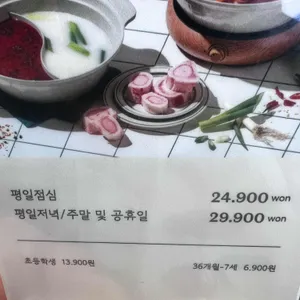 평일점심 24.900 won
평일저녁/주말 및 공휴일 29.900 won
초등학생 13.900원 36개월-7세 6.900원